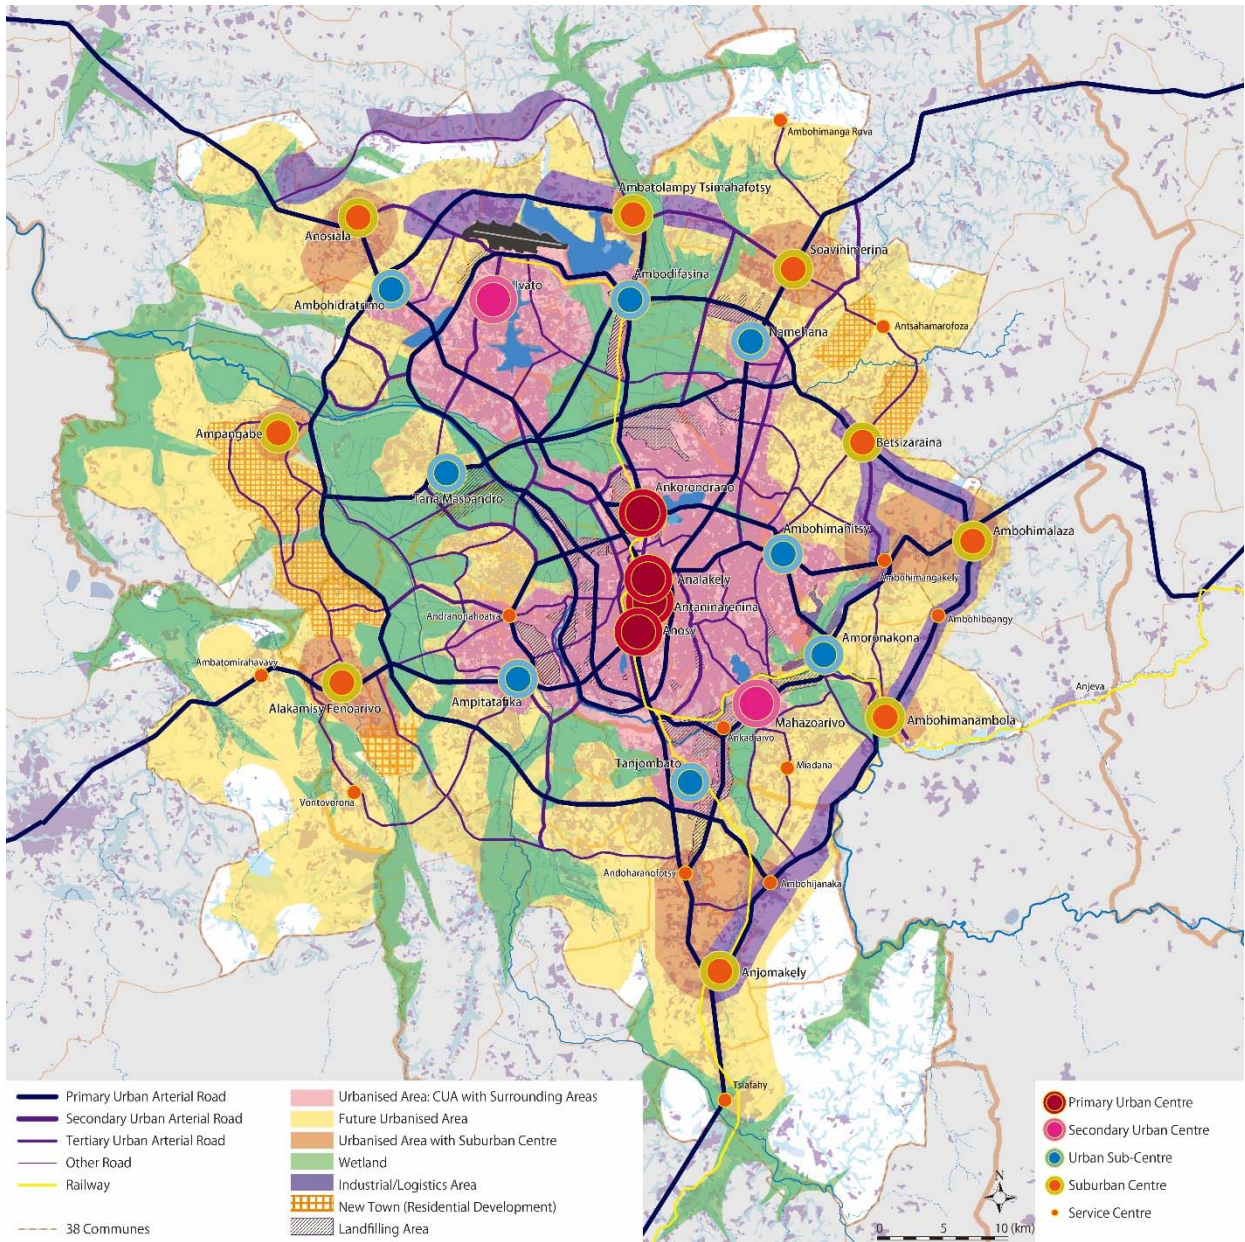 Ambohimanga Rova
Ambatolampy Tsimahafotsy
Anosiala
Soavinimerina
Ambodifasina
Ivato
Ambohidratrimo
Antsahamarofoza
Namehana
Ampangabe
Betsizaraina
Tana-Masoandro
Ankorondrano
Ambohimahitsy
Ambohimalaza
Ambohimangakely
Analakely
Antaninarenina
Andranonahoatra
Ambohiboangy
Anosy
Amoronakona
Ambatomirahavavy
Anjeva
Alakamisy Fenoarivo
Ampitatafika
Mahazoarivo
Ambohimanambola
Ankadiaivo
Tanjombato
Miadana
Vontovorona
Andoharanofotsy
Ambohijanaka
Anjomakely
Tsiafahy
Primary Urban Arterial Road
Secondary Urban Arterial Road
Tertiary Urban Arterial Road
Other Road
Railway
38 Communes
Urbanised Area: CUA with Surrounding Areas
Future Urbanised Area
Urbanised Area with Suburban Centre
Wetland
Industrial/Logistics Area
New Town (Residential Development)
Landfilling Area
Primary Urban Centre
Secondary Urban Centre
Urban Sub-Centre
Suburban Centre
Service Centre
N
0 5 10 (km)